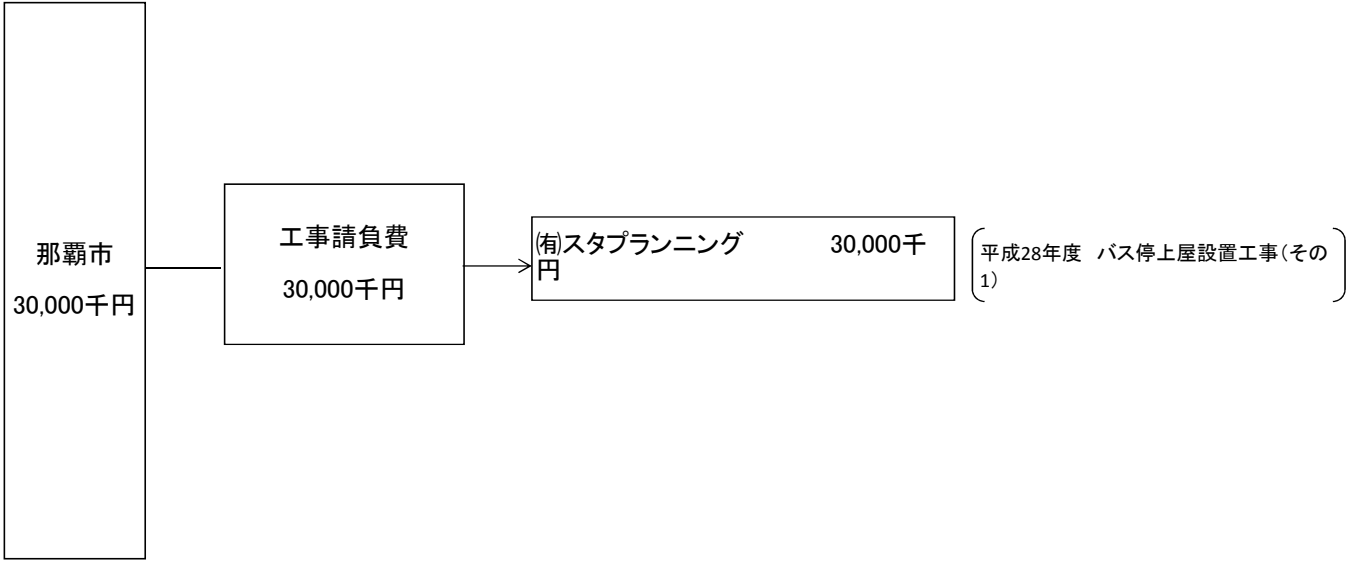 那覇市
30,000千円
工事請負費
30,000千円
㈲スタプランニング 30,000千
円
平成28年度 バス停上屋設置工事(その
1)